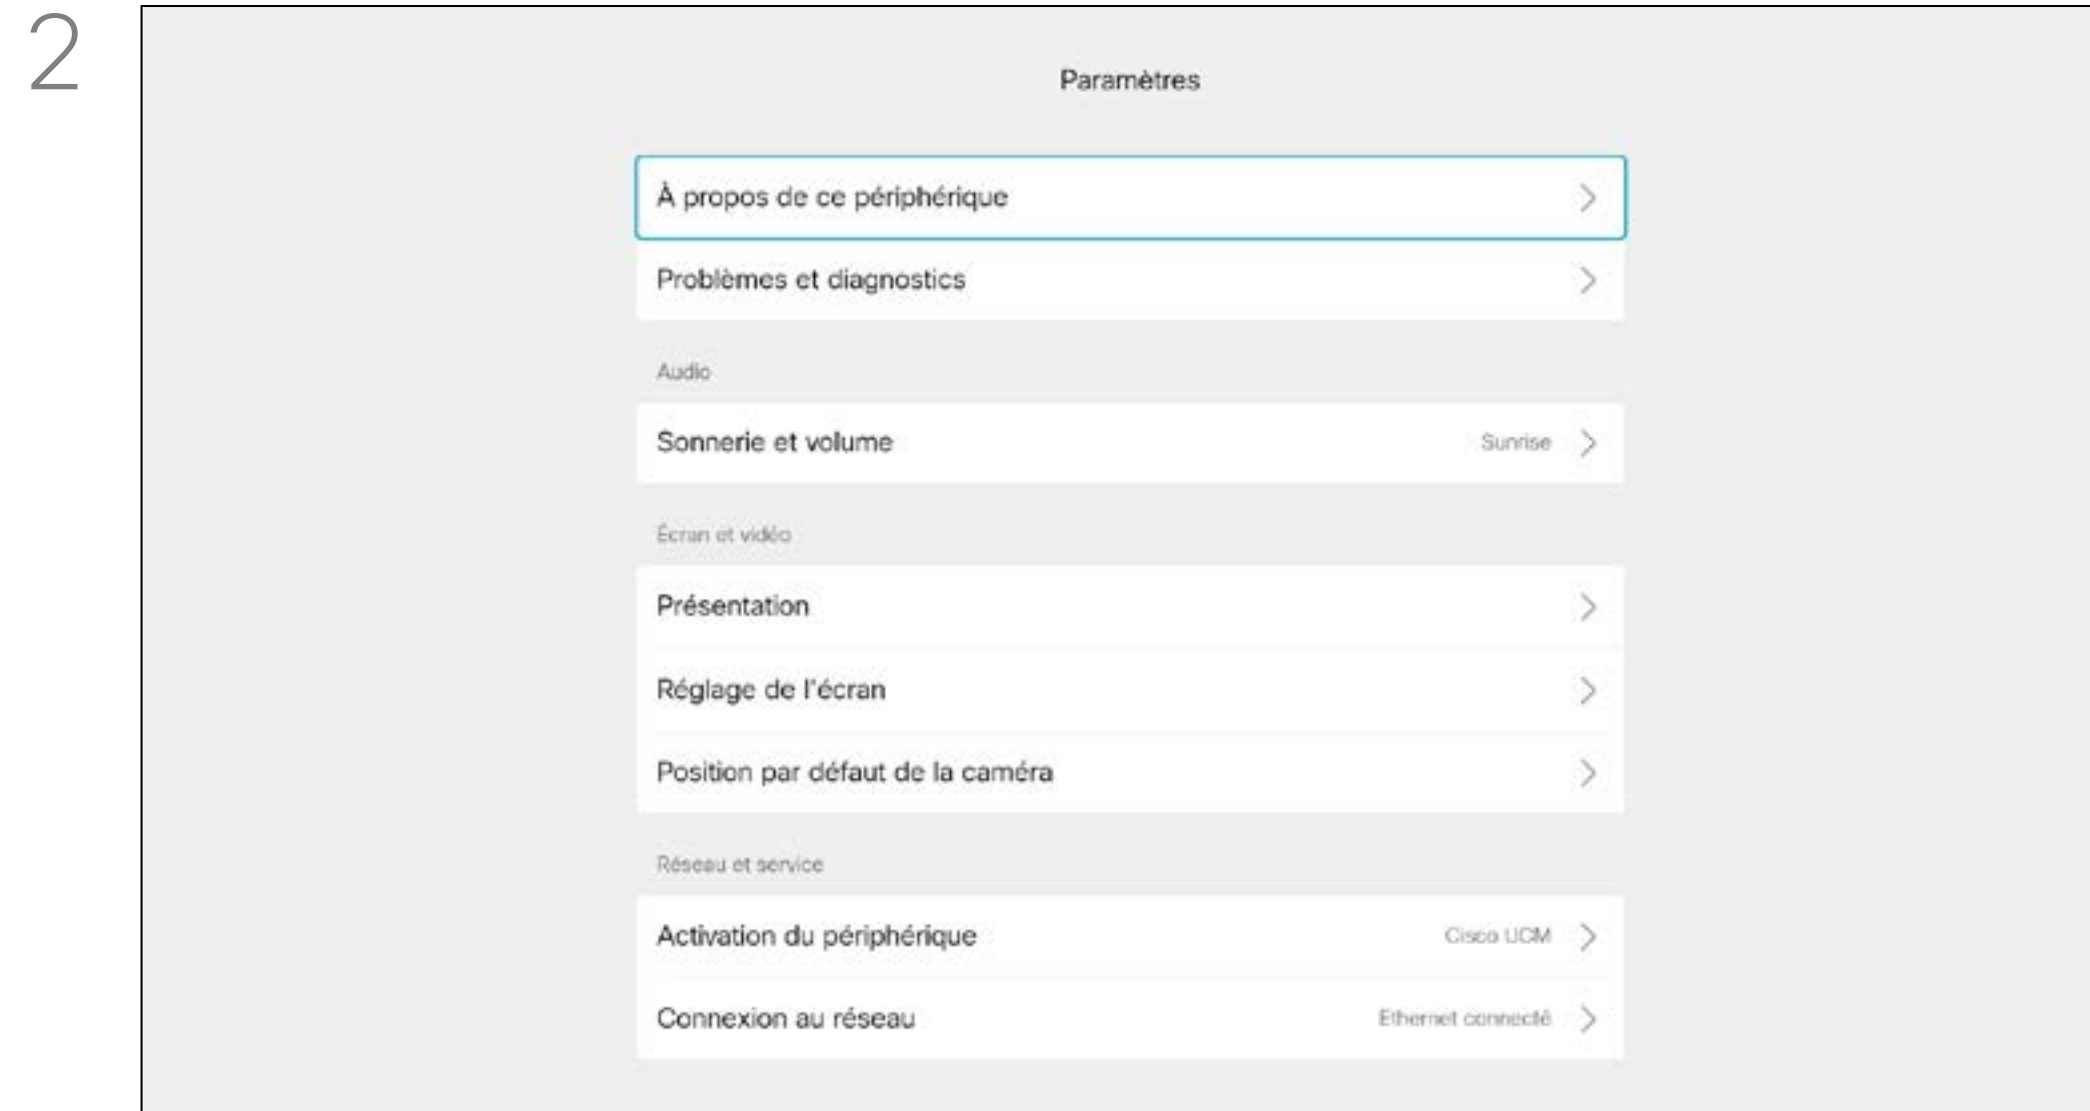 2
Paramètres
À propos de ce périphérique
Problèmes et diagnostics
Audio
Sonnerie et volume Sunrise
Écran et vidéo
Présentation
Réglage de l'écran
Position par défaut de la caméra
Réseau et service
Activation du périphérique Cisco UCM
Connexion au réseau Ethernet connecté